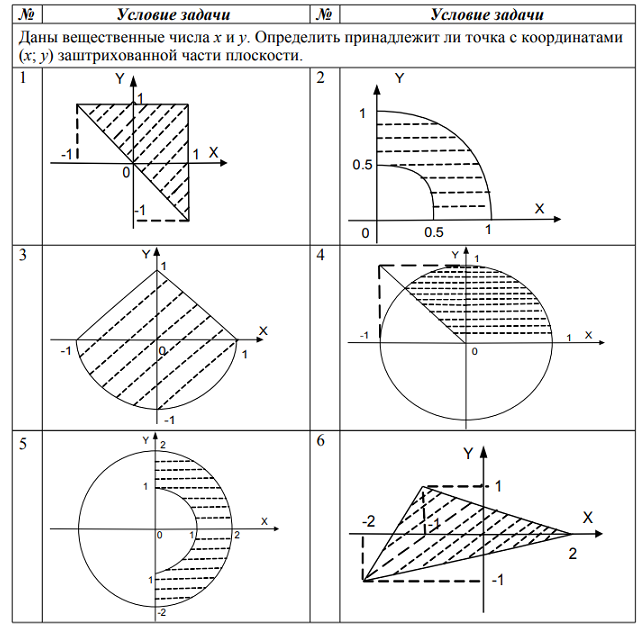 № Условие задачи № Условие задачи
Даны вещественные числа x и y. Определить принадлежит ли точка с координатами
(x; y) заштрихованной части плоскости.
1
Y
1
-1
0
1
X
-1
2
Y
1
0.5
X
0
0.5
1
3
Y
1
X
-1
0
1
-1
4
Y
1
-1
0
1
X
5
Y
2
1
X
0
1
2
1
-2
6
Y
1
-2
-1
X
2
-1